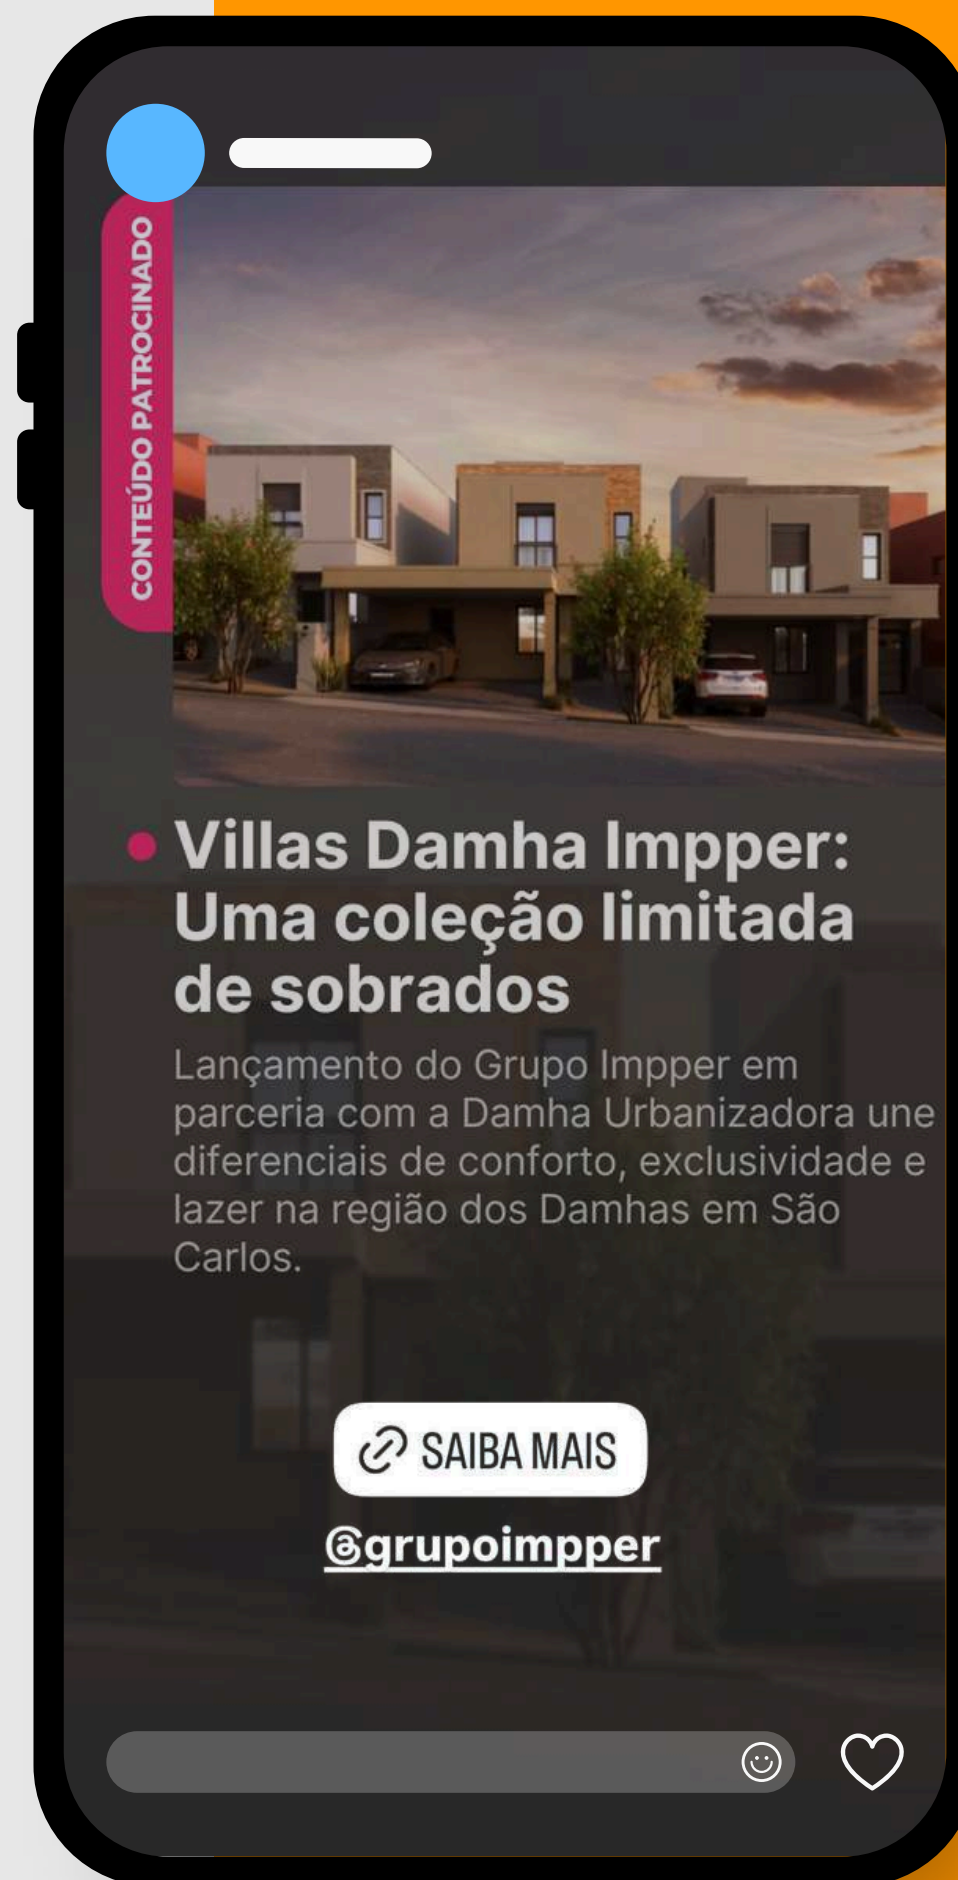 CONTEÚDO PATROCINADO
Villas Damha Impper:
Uma coleção limitada
de sobrados
Lançamento do Grupo Impper em
parceria com a Damha Urbanizadora une
diferenciais de conforto, exclusividade e
lazer na região dos Damhas em São
Carlos.
SAIBA MAIS
@grupoimpper